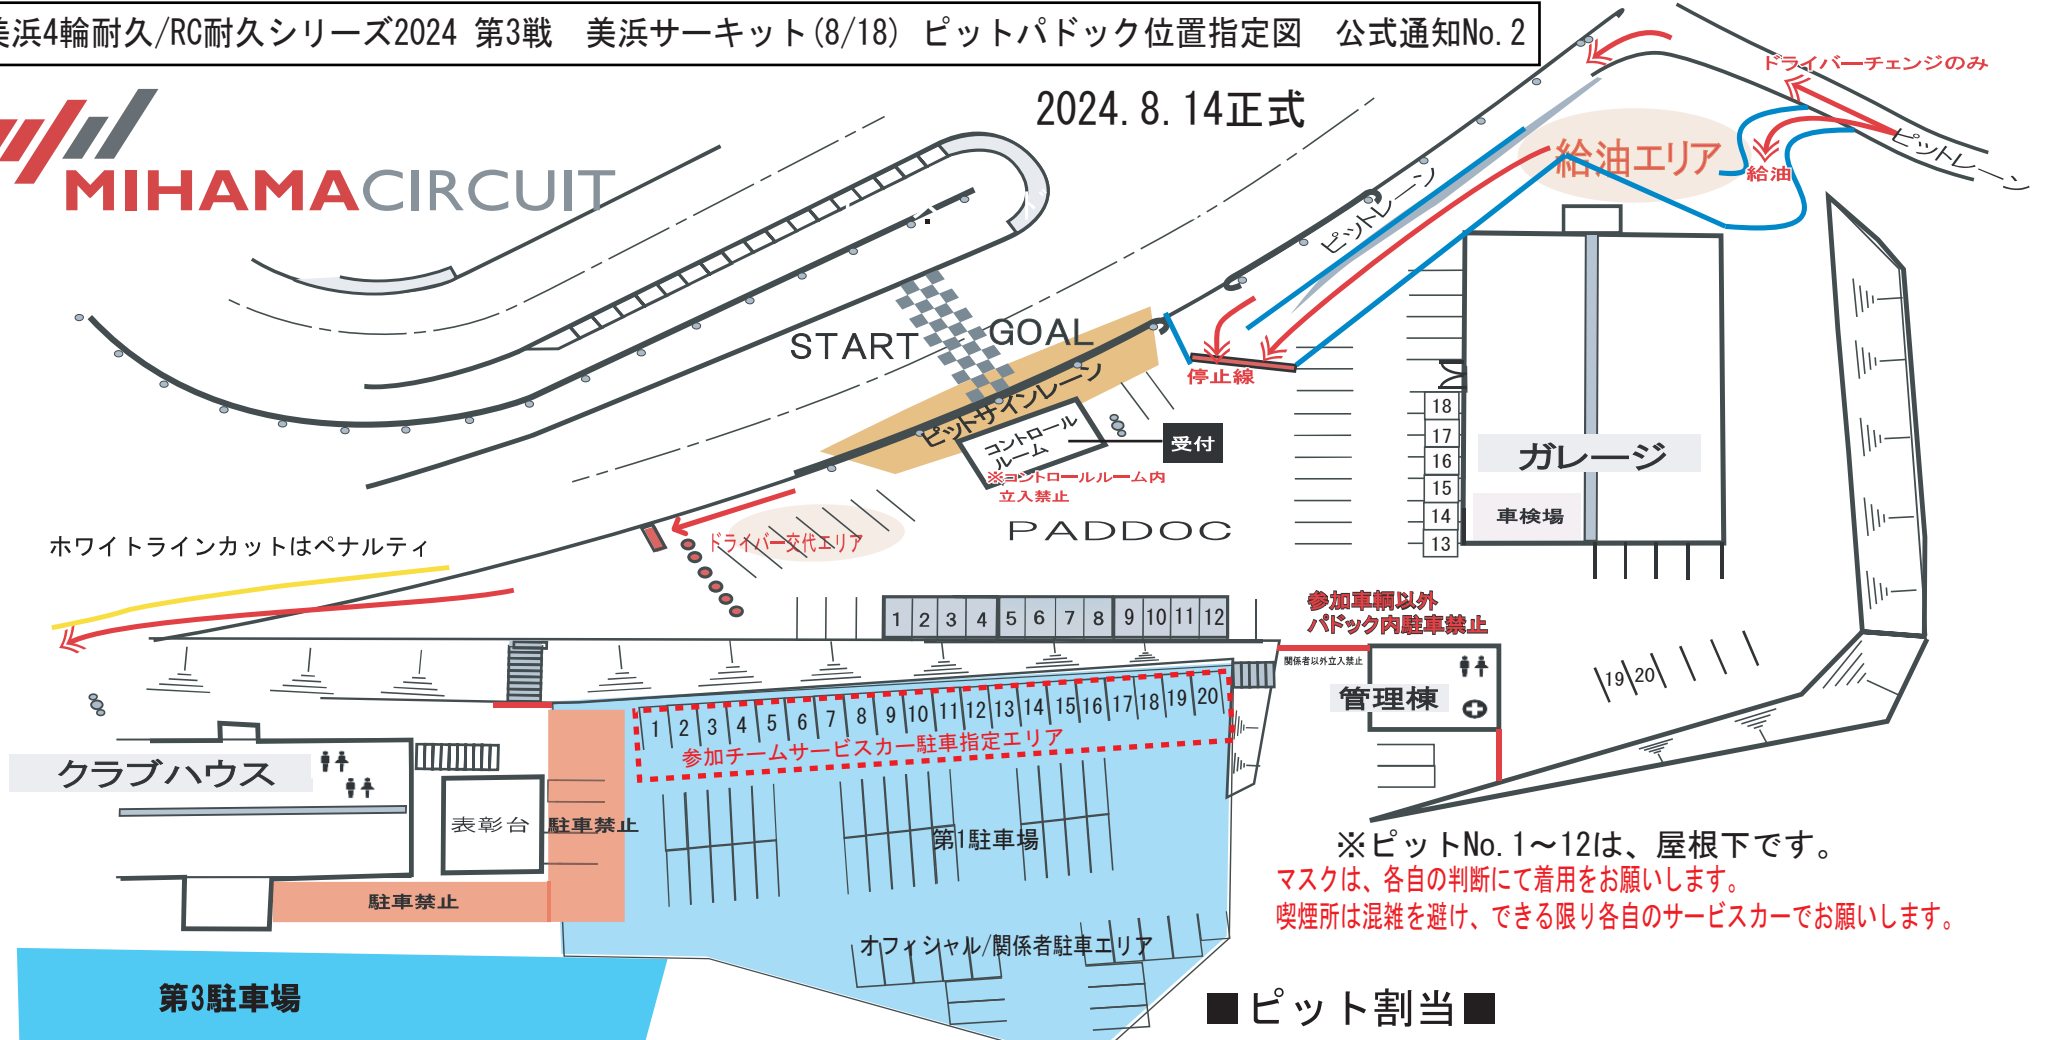 美浜4輪耐久/RC耐久シリーズ2024 第3戦　美浜サーキット(8/18) ピットパドック位置指定図　公式通知No.2
2024.8.14正式
MIHAMACIRCUIT
ドライバーチェンジのみ
給油エリア
給油
ピットレーン
ピットレーン
START
GOAL
停止線
ピットサインレーン
コントロール
ルーム
受付
※コントロールルーム内
立入禁止
PADDOC
ドライバー交代エリア
ホワイトラインカットはペナルティ
18
17
16
15
14
13
ガレージ
車検場
1 2 3 4 5 6 7 8 9 10 11 12
参加車輌以外
パドック内駐車禁止
関係者以外立入禁止
管理棟
19 20
1 2 3 4 5 6 7 8 9 10 11 12 13 14 15 16 17 18 19 20
参加チームサービスカー駐車指定エリア
クラブハウス
表彰台
駐車禁止
駐車禁止
第1駐車場
オフィシャル/関係者駐車エリア
第3駐車場
※ピットNo.1～12は、屋根下です。
マスクは、各自の判断にて着用をお願いします。
喫煙所は混雑を避け、できる限り各自のサービスカーでお願いします。
■ピット割当■